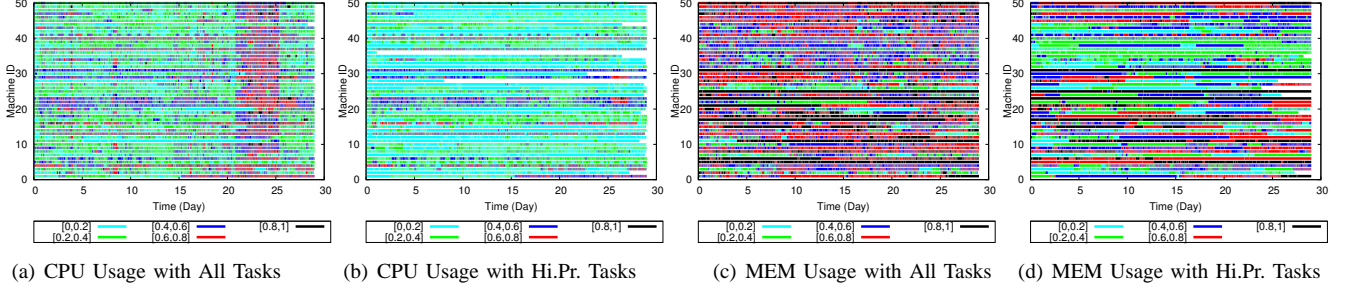 50
40
30
20
10
0
Machine ID
0 5 10 15 20 25 30
Time (Day)
[0,0.2]
[0.2,0.4]
[0.4,0.6]
[0.6,0.8]
[0.8,1]
(a) CPU Usage with All Tasks
50
40
30
20
10
0
Machine ID
0 5 10 15 20 25 30
Time (Day)
[0,0.2]
[0.2,0.4]
[0.4,0.6]
[0.6,0.8]
[0.8,1]
(b) CPU Usage with Hi.Pr. Tasks
50
40
30
20
10
0
Machine ID
0 5 10 15 20 25 30
Time (Day)
[0,0.2]
[0.2,0.4]
[0.4,0.6]
[0.6,0.8]
[0.8,1]
(c) MEM Usage with All Tasks
50
40
30
20
10
0
Machine ID
0 5 10 15 20 25 30
Time (Day)
[0,0.2]
[0.2,0.4]
[0.4,0.6]
[0.6,0.8]
[0.8,1]
(d) MEM Usage with Hi.Pr. Tasks